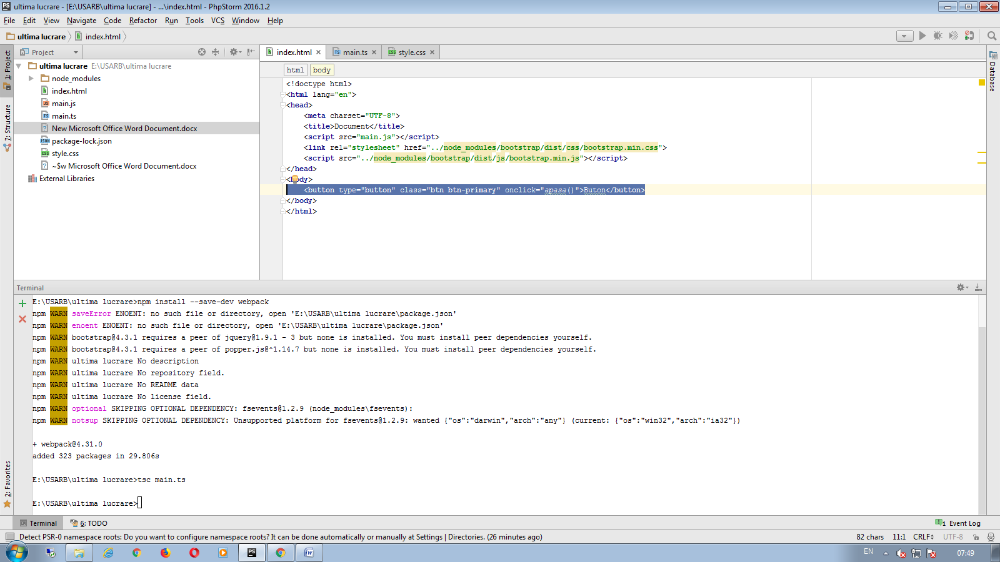 ultima lucrare - [E:\USARB\ultima lucrare] - ...\index.html - PhpStorm 2016.1.2
File Edit View Navigate Code Refactor Run Tools VCS Window Help
ultima lucrare index.html
Project
index.html main.ts style.css
1: Project
7: Structure
2: Favorites
Database
ultima lucrare E:\USARB\ultima lucrare
node_modules
index.html
main.js
main.ts
New Microsoft Office Word Document.docx
package-lock.json
style.css
~$w Microsoft Office Word Document.docx
External Libraries
html body
<!doctype html>
<html lang="en">
<head>
<meta charset="UTF-8">
<title>Document</title>
<script src="main.js"></script>
<link rel="stylesheet" href="../node_modules/bootstrap/dist/css/bootstrap.min.css">
<script src="../node_modules/bootstrap/dist/js/bootstrap.min.js"></script>
</head>
<body>
<button type="button" class="btn btn-primary" onclick="apasa()">Buton</button>
</body>
</html>
Terminal
E:\USARB\ultima lucrare>npm install --save-dev webpack
npm WARN saveError ENOENT: no such file or directory, open 'E:\USARB\ultima lucrare\package.json'
npm WARN enoent ENOENT: no such file or directory, open 'E:\USARB\ultima lucrare\package.json'
npm WARN bootstrap@4.3.1 requires a peer of jquery@1.9.1 - 3 but none is installed. You must install peer dependencies yourself.
npm WARN bootstrap@4.3.1 requires a peer of popper.js@^1.14.7 but none is installed. You must install peer dependencies yourself.
npm WARN ultima lucrare No description
npm WARN ultima lucrare No repository field.
npm WARN ultima lucrare No README data
npm WARN ultima lucrare No license field.
npm WARN optional SKIPPING OPTIONAL DEPENDENCY: fsevents@1.2.9 (node_modules\fsevents):
npm WARN notsup SKIPPING OPTIONAL DEPENDENCY: Unsupported platform for fsevents@1.2.9: wanted {"os":"darwin","arch":"any"} (current: {"os":"win32","arch":"ia32"})
+ webpack@4.31.0
added 323 packages in 29.806s
E:\USARB\ultima lucrare>tsc main.ts
E:\USARB\ultima lucrare>
Terminal 6: TODO 1 Event Log
Detect PSR-0 namespace roots: Do you want to configure namespace roots? It can be done automatically or manually at Settings | Directories. (26 minutes ago) 82 chars 11:1 CRLF UTF-8
EN 07:49